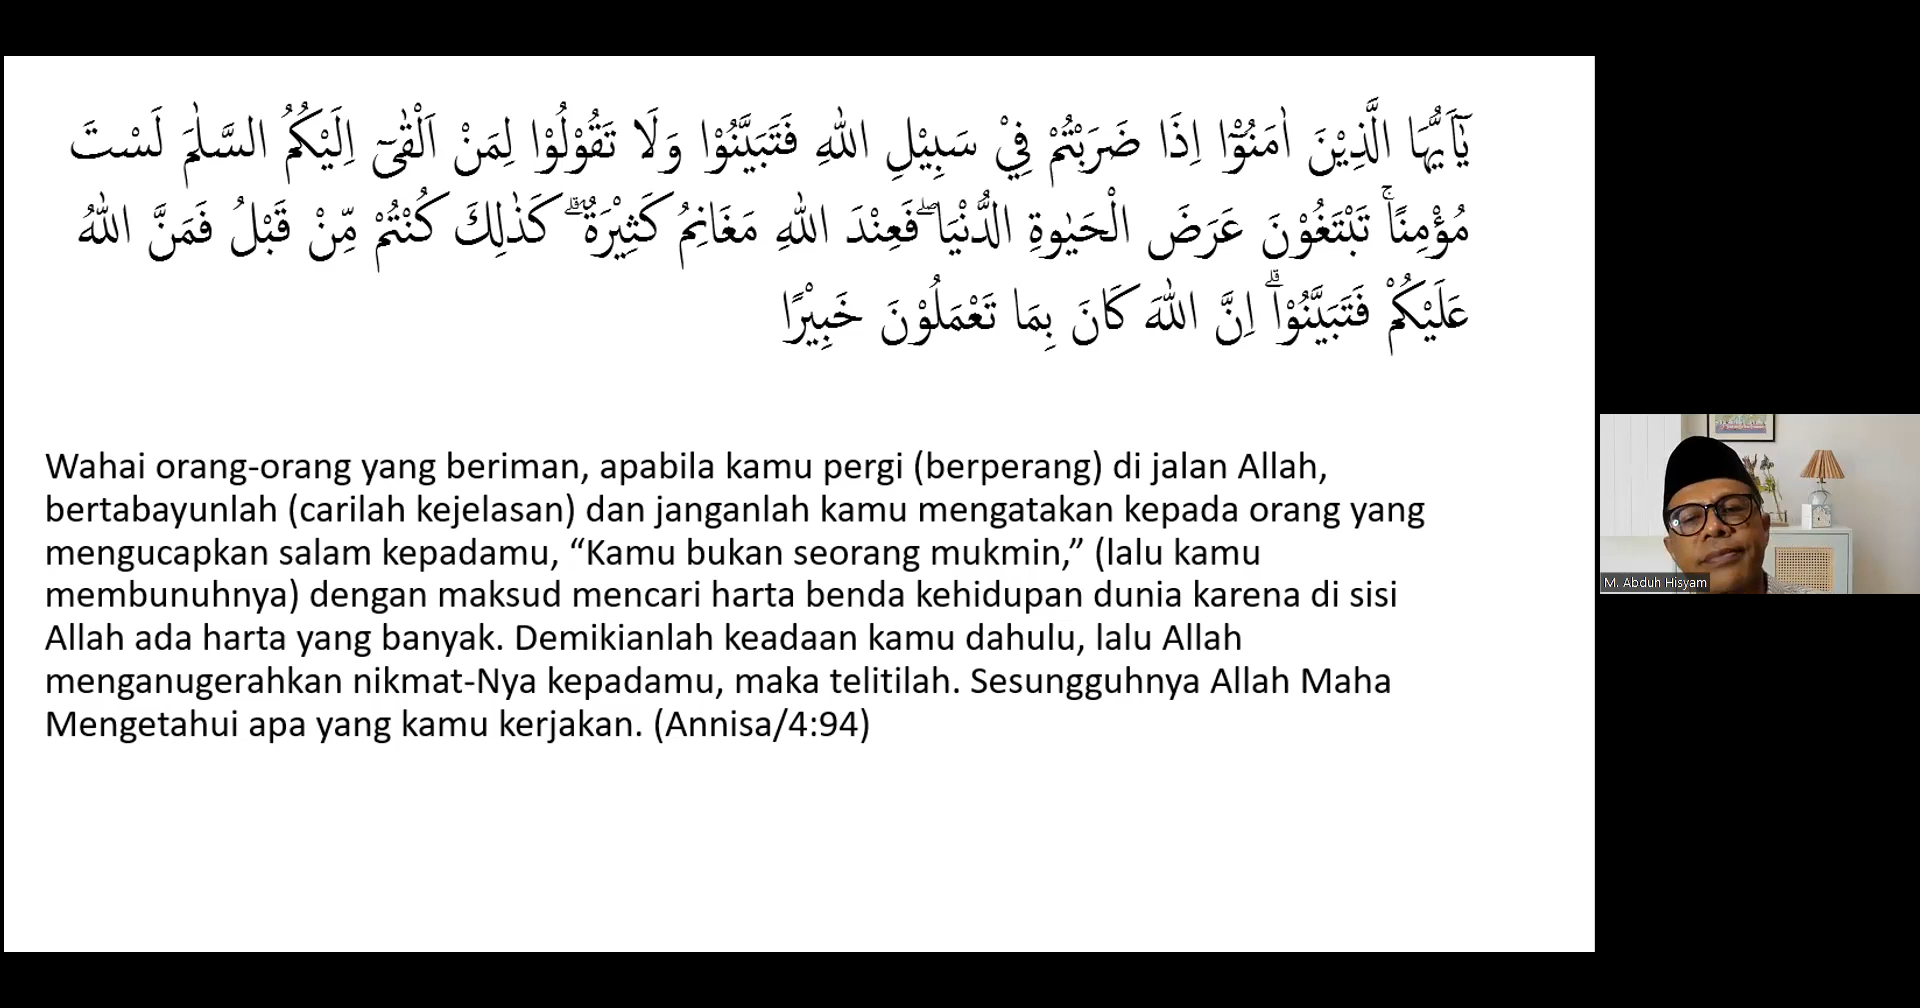 يٰٓاَيُّهَا الَّذِيْنَ اٰمَنُوْٓا اِذَا ضَرَبْتُمْ فِيْ سَبِيْلِ اللّٰهِ فَتَبَيَّنُوْا وَلَا تَقُوْلُوْا لِمَنْ اَلْقٰىٓ اِلَيْكُمُ السَّلٰمَ لَسْتَ
مُؤْمِنًاۚ تَبْتَغُوْنَ عَرَضَ الْحَيٰوةِ الدُّنْيَا ۖفَعِنْدَ اللّٰهِ مَغَانِمُ كَثِيْرَةٌ ۗ كَذٰلِكَ كُنْتُمْ مِّنْ قَبْلُ فَمَنَّ اللّٰهُ
عَلَيْكُمْ فَتَبَيَّنُوْاۗ اِنَّ اللّٰهَ كَانَ بِمَا تَعْمَلُوْنَ خَبِيْرًا
Wahai orang-orang yang beriman, apabila kamu pergi (berperang) di jalan Allah,
bertabayunlah (carilah kejelasan) dan janganlah kamu mengatakan kepada orang yang
mengucapkan salam kepadamu, “Kamu bukan seorang mukmin,” (lalu kamu
membunuhnya) dengan maksud mencari harta benda kehidupan dunia karena di sisi
Allah ada harta yang banyak. Demikianlah keadaan kamu dahulu, lalu Allah
menganugerahkan nikmat-Nya kepadamu, maka telitilah. Sesungguhnya Allah Maha
Mengetahui apa yang kamu kerjakan. (Annisa/4:94)
M. Abduh Hisyam